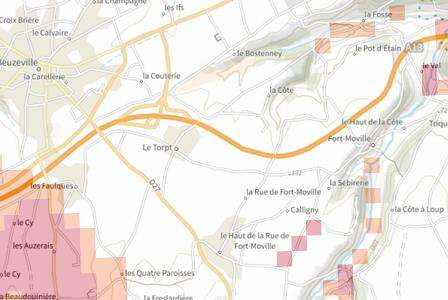 la Champagne
les Ifs
Croix Brière
la Fosse
le Calvaire
le Pot d'Étain
A13
le Bostenney
Beuzeville
la Carellerie
la Couterie
le Val
la Côte
le Haut de la Côte
Fort-Moville
Le Torpt
131
les Faulques
D27
la Rue de Fort-Moville
la Sébirerie
Calligny
la Côte à Loup
le Cy
le Haut de la Rue de
Fort-Moville
les Auzerais
le Cy
les Quatre Paroisses
la Beaudouinière
la Freslardière